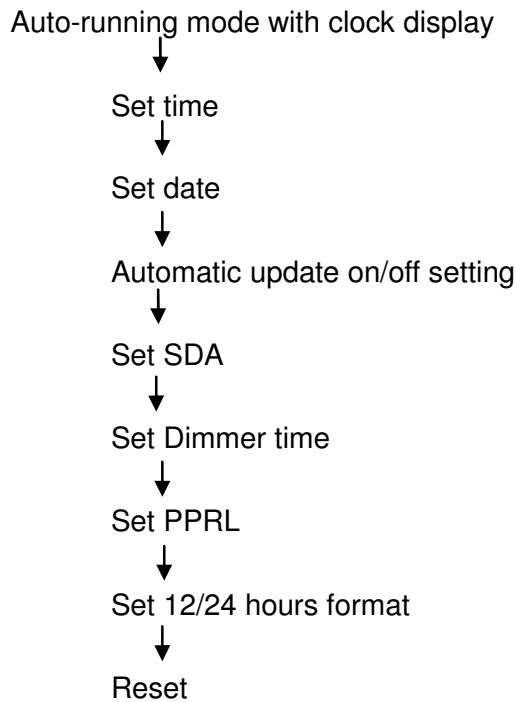 Auto-running mode with clock display
Set time
Set date
Automatic update on/off setting
Set SDA
Set Dimmer time
Set PPRL
Set 12/24 hours format
Reset